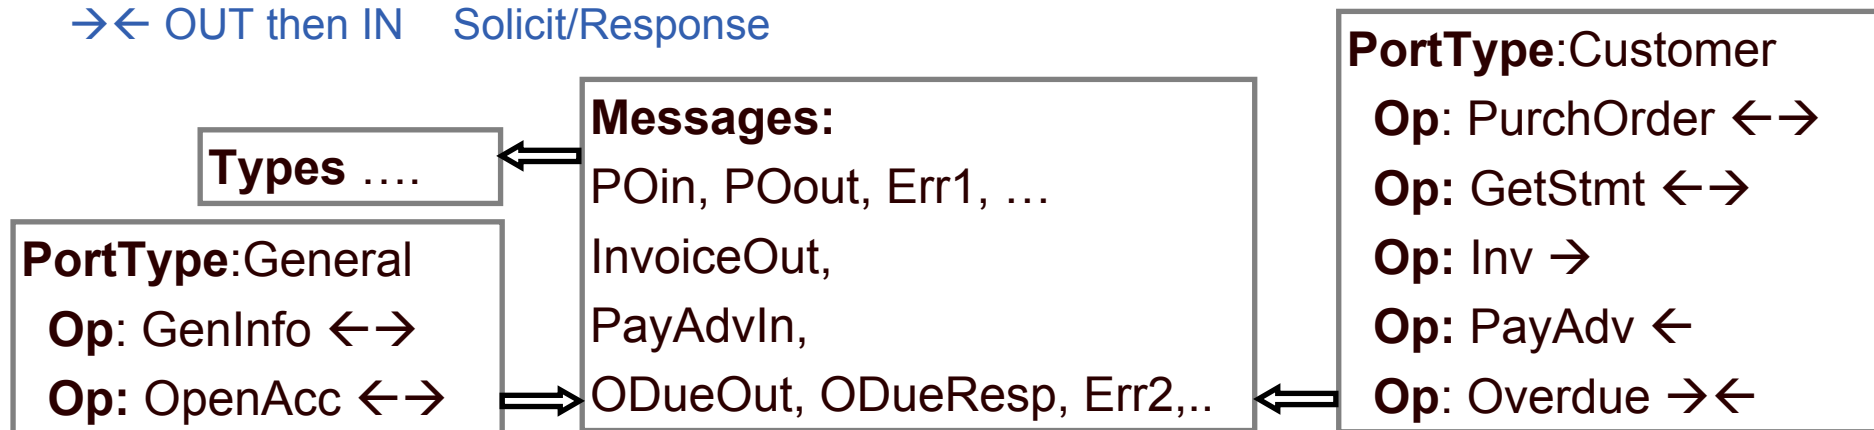 →← OUT then IN Solicit/Response
Types ....
PortType:General
Op: GenInfo ←→
Op: OpenAcc ←→
Messages:
POin, POout, Err1, ...
InvoiceOut,
PayAdvIn,
ODueOut, ODueResp, Err2,..
PortType:Customer
Op: PurchOrder ←→
Op: GetStmt ←→
Op: Inv →
Op: PayAdv ←
Op: Overdue →←